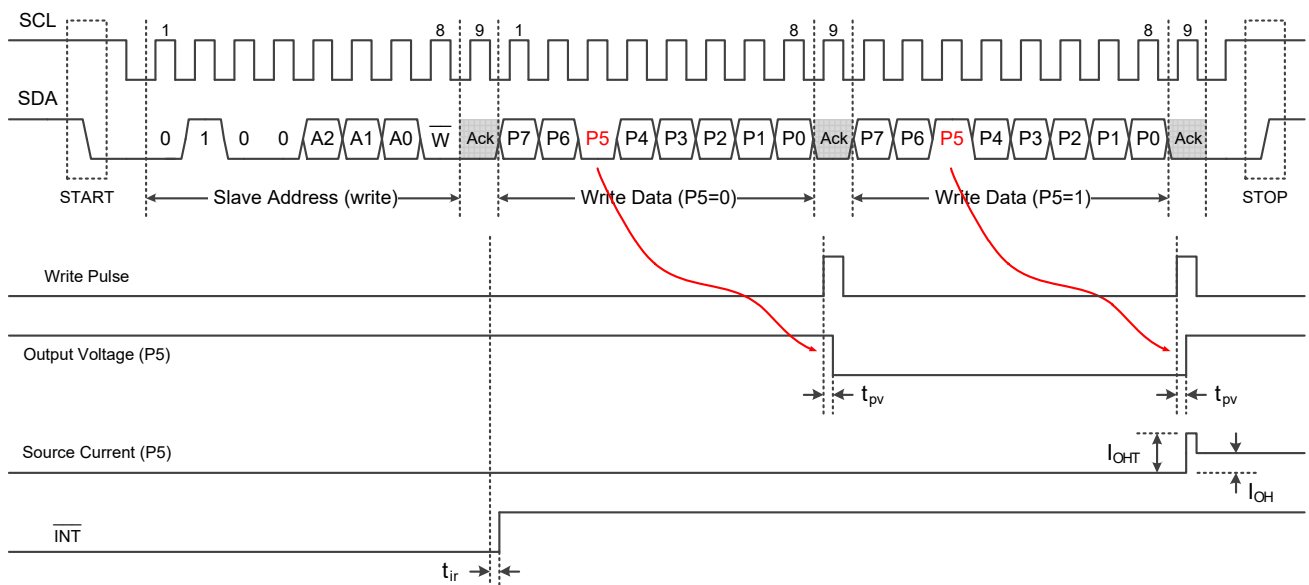 SCL
1 8 9 1 8 9 8 9
SDA
0 1 0 0 A2 A1 A0 W̅ Ack P7 P6 P5 P4 P3 P2 P1 P0 Ack P7 P6 P5 P4 P3 P2 P1 P0 Ack
START Slave Address (write) Write Data (P5=0) Write Data (P5=1) STOP
Write Pulse
Output Voltage (P5)
tpv tpv
Source Current (P5)
IOHT
IOH
I̅N̅T̅
tir